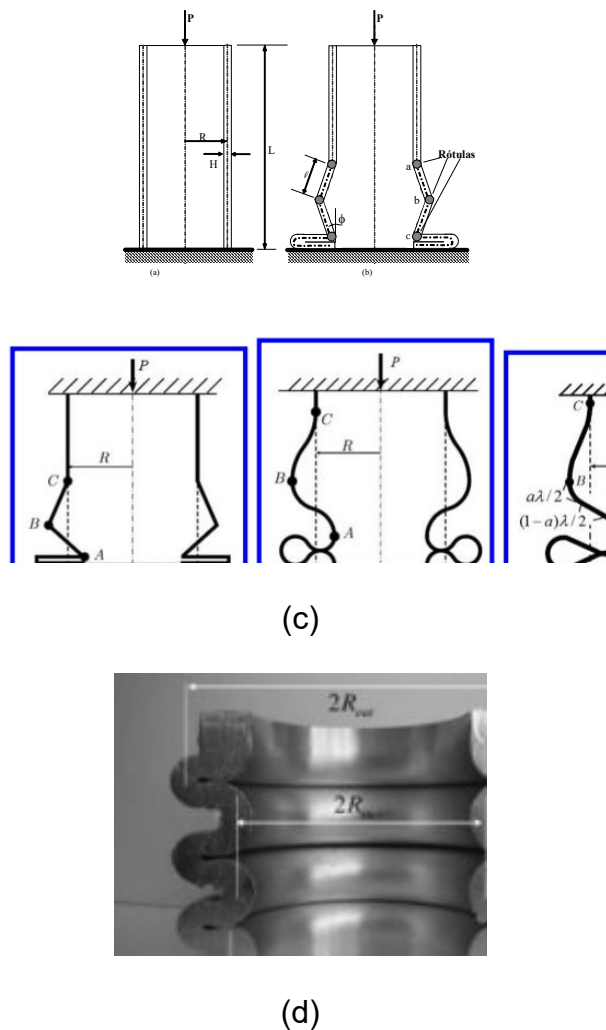 P
P
R
H
L
ℓ
a
Rótulas
b
ϕ
c
(a)
(b)
P
R
C
B
A
P
C
R
B
A
C
B
aλ/2
(1−a)λ/2
(c)
2R
2R
(d)